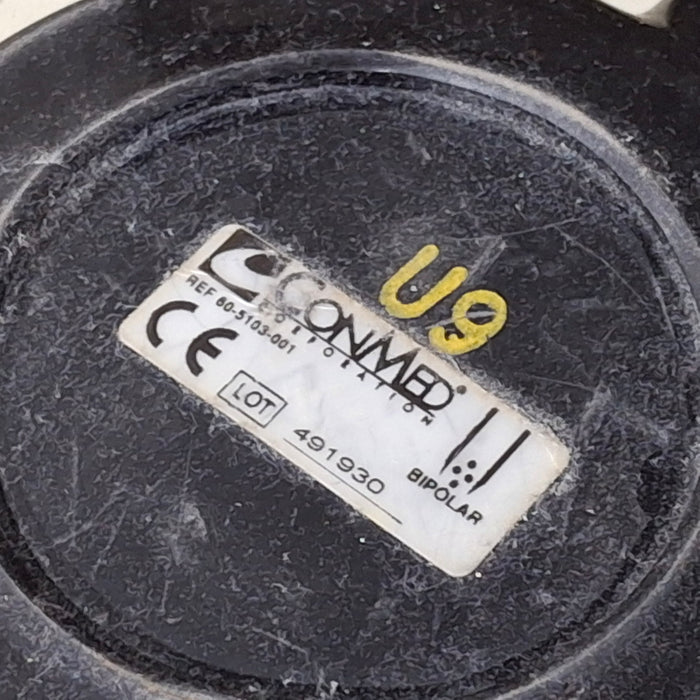 U9
CONMED
CORPORATION
REF 60-5103-001
CE
LOT 491930
BIPOLAR